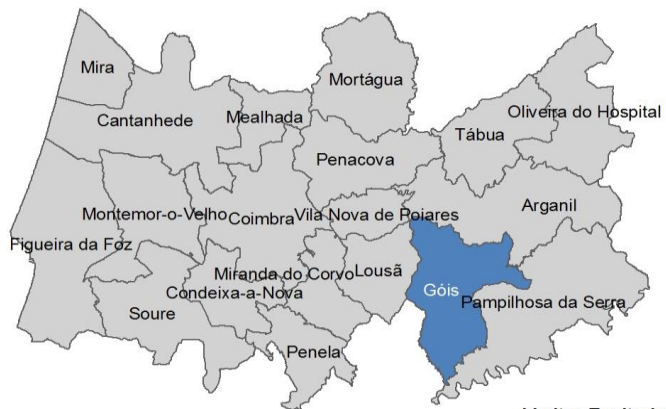 Mira
Mortágua
Cantanhede
Mealhada
Oliveira do Hospital
Tábua
Penacova
Arganil
Montemor-o-Velho
Coimbra
Vila Nova de Poiares
Figueira da Foz
Miranda do Corvo
Lousã
Condeixa-a-Nova
Góis
Pampilhosa da Serra
Soure
Penela